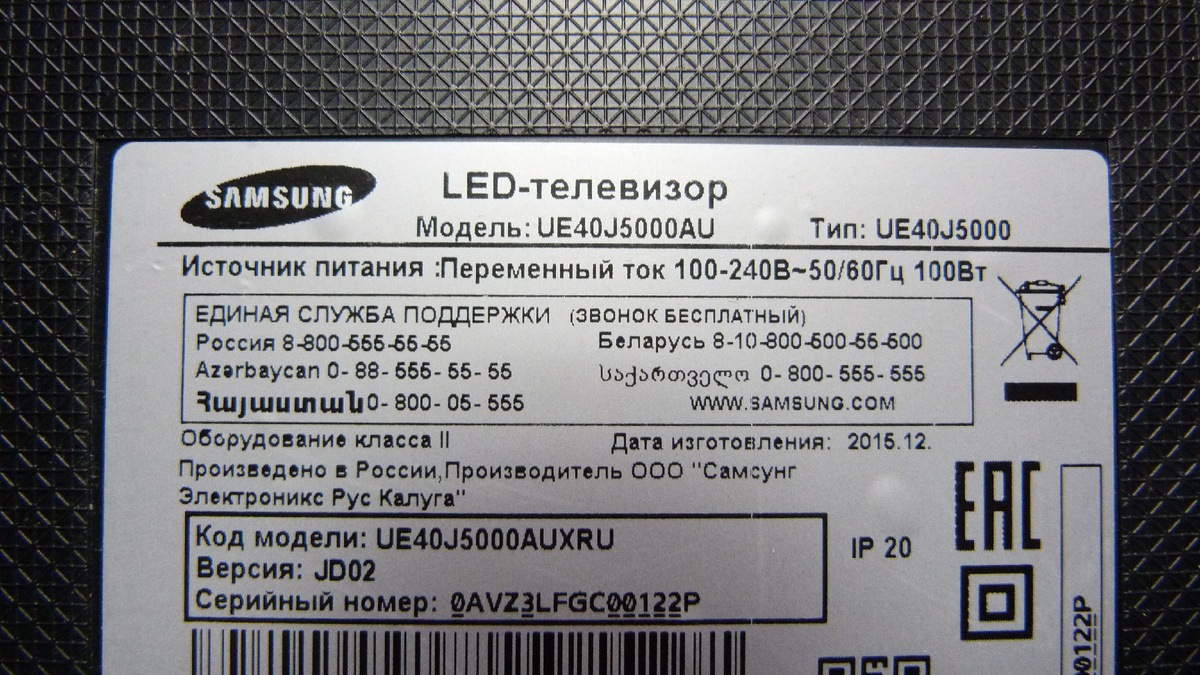 SAMSUNG
LED-телевизор
Модель: UE40J5000AU Тип: UE40J5000
Источник питания :Переменный ток 100-240В~50/60Гц 100Вт
ЕДИНАЯ СЛУЖБА ПОДДЕРЖКИ (ЗВОНОК БЕСПЛАТНЫЙ)
Россия 8-800-555-55-55 Беларусь 8-10-800-500-55-500
Azərbaycan 0- 88- 555- 55- 55 საქართველო 0- 800- 555- 555
Հայաստան 0- 800- 05- 555 WWW.SAMSUNG.COM
Оборудование класса II Дата изготовления: 2015.12.
Произведено в России,Производитель ООО "Самсунг
Электроникс Рус Калуга"
EAC
Код модели: UE40J5000AUXRU
IP 20
Версия: JD02
Серийный номер: 0AVZ3LFGC00122P
00122P